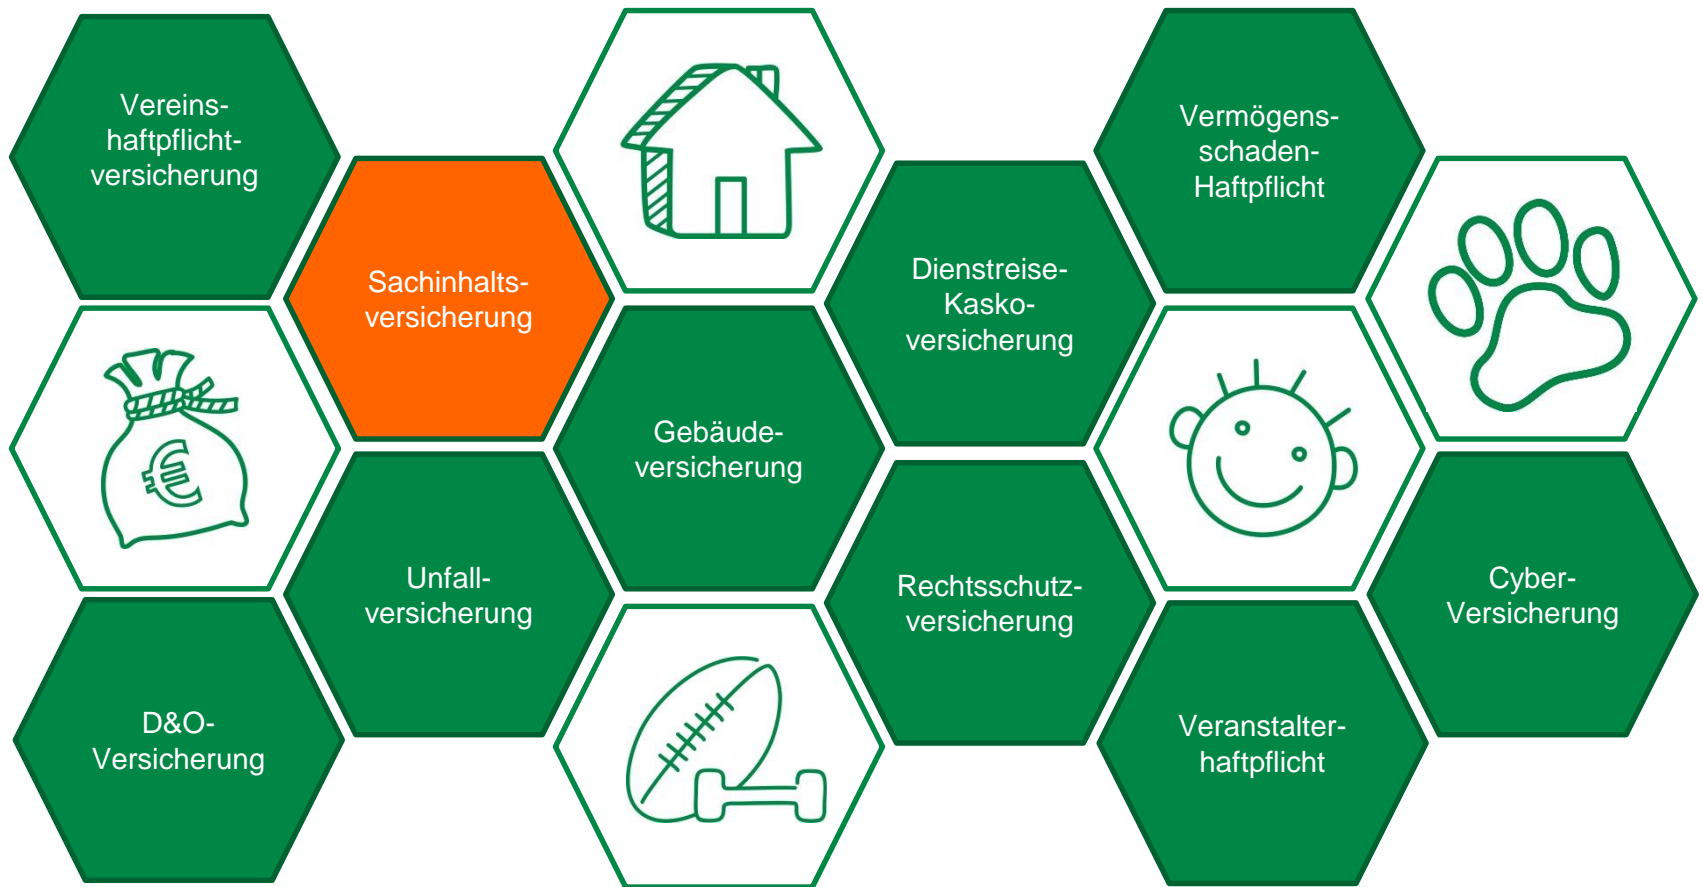 Vereins-
haftpflicht-
versicherung
Sachinhalts-
versicherung
Dienstreise-
Kasko-
versicherung
Vermögens-
schaden-
Haftpflicht
€
Gebäude-
versicherung
Unfall-
versicherung
Rechtsschutz-
versicherung
Cyber-
Versicherung
D&O-
Versicherung
Veranstalter-
haftpflicht